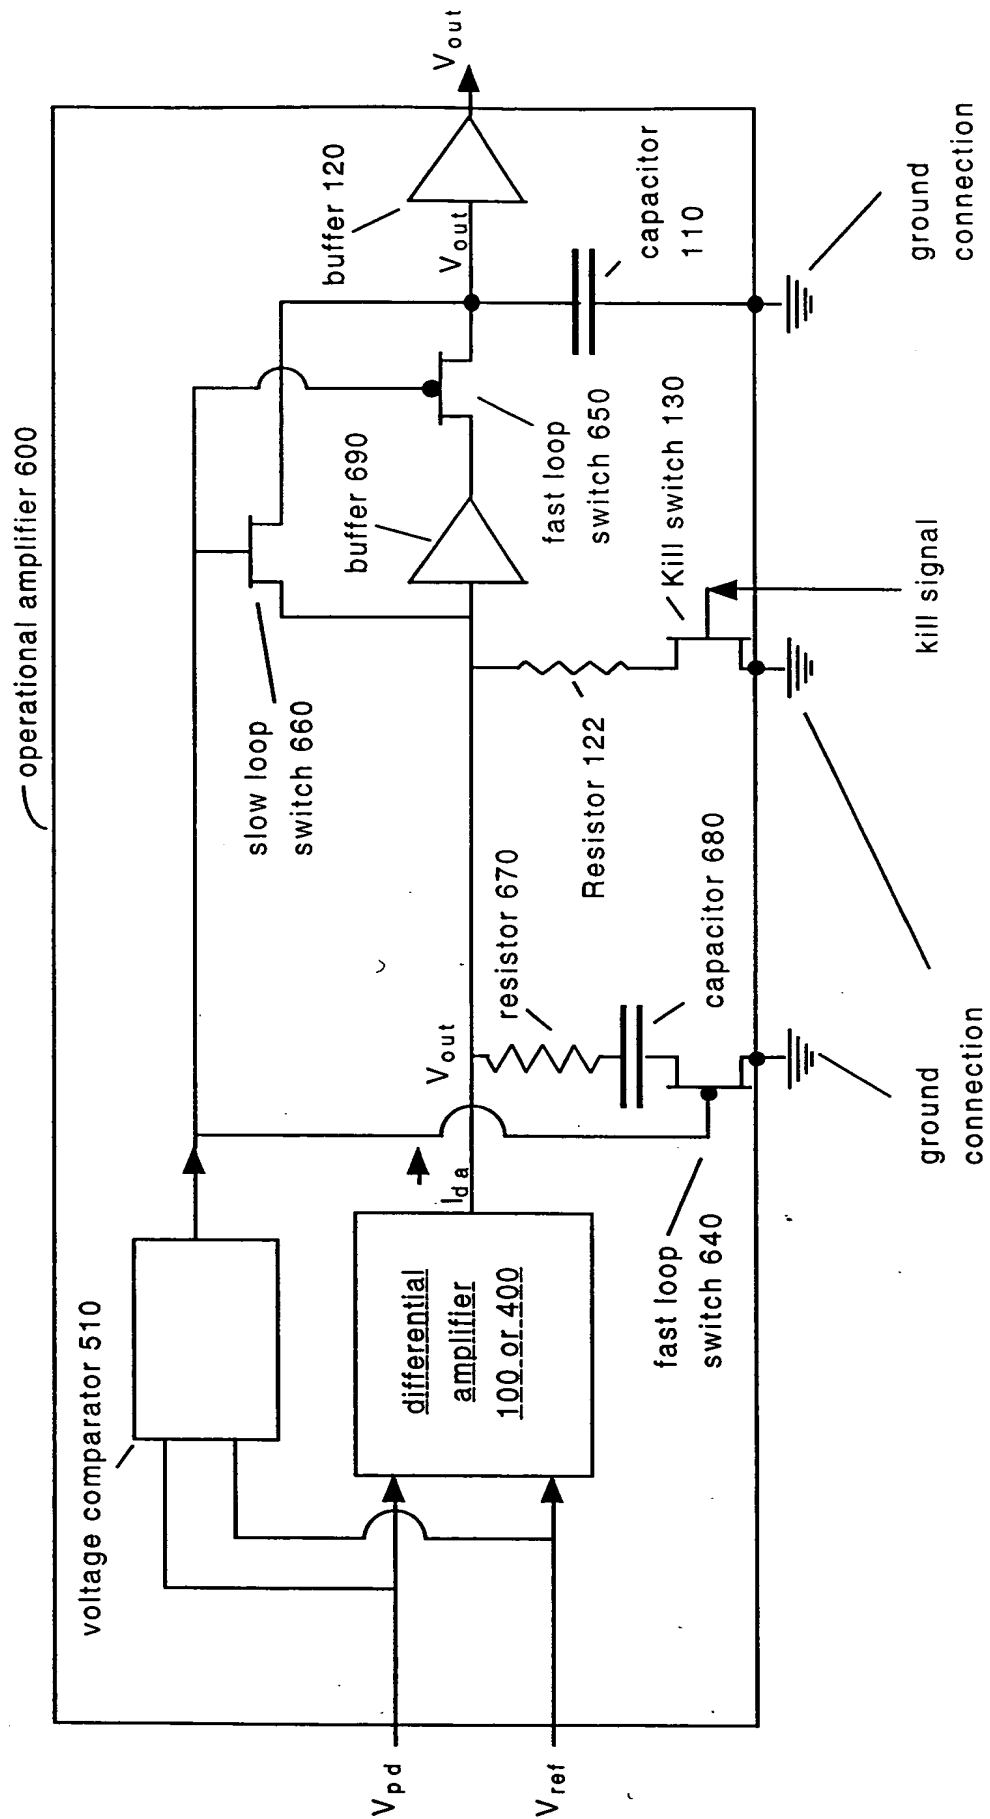 operational amplifier 600
voltage comparator 510
slow loop
switch 660
buffer 690
buffer 120
V_out
V_out
V_pd
V_ref
differential
amplifier
100 or 400
I_da
V_out
resistor 670
capacitor 680
fast loop
switch 640
Resistor 122
Kill switch 130
fast loop
switch 650
capacitor
110
kill signal
ground
connection
ground
connection